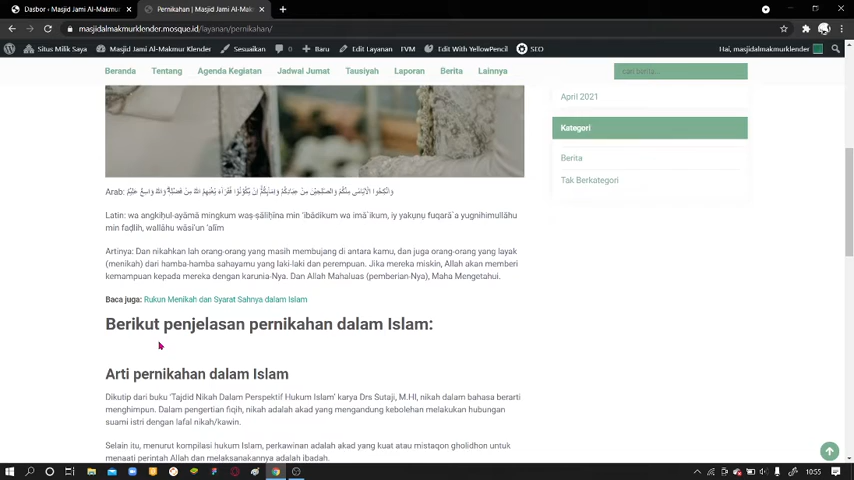 Dasbor ‹ Masjid Jami Al-Makmur
Pernikahan | Masjid Jami Al-Mak
masjidalmakmurklender.mosque.id/layanan/pernikahan/
Situs Milik Saya
Masjid Jami Al-Makmur Klender
Sesuaikan
0
Baru
Edit Layanan
FVM
Edit With YellowPencil
SEO
Hai, masjidalmakmurklender
Beranda
Tentang
Agenda Kegiatan
Jadwal Jumat
Tausiyah
Laporan
Berita
Lainnya
cari berita...
April 2021
Kategori
Berita
Tak Berkategori
Arab:
Latin: wa angkiḥul-ayāmā mingkum waṣ-ṣāliḥīna min 'ibādikum wa imā`ikum, iy yakụnụ fuqarā`a yugnihimullāhu
min faḍlih, wallāhu wāsi'un 'alīm
Artinya: Dan nikahkan lah orang-orang yang masih membujang di antara kamu, dan juga orang-orang yang layak
(menikah) dari hamba-hamba sahayamu yang laki-laki dan perempuan. Jika mereka miskin, Allah akan memberi
kemampuan kepada mereka dengan karunia-Nya. Dan Allah Mahaluas (pemberian-Nya), Maha Mengetahui.
Baca juga: Rukun Menikah dan Syarat Sahnya dalam Islam
Berikut penjelasan pernikahan dalam Islam:
Arti pernikahan dalam Islam
Dikutip dari buku 'Tajdid Nikah Dalam Perspektif Hukum Islam' karya Drs Sutaji, M.HI, nikah dalam bahasa berarti
menghimpun. Dalam pengertian fiqih, nikah adalah akad yang mengandung kebolehan melakukan hubungan
suami istri dengan lafal nikah/kawin.
Selain itu, menurut kompilasi hukum Islam, perkawinan adalah akad yang kuat atau mistaqon gholidhon untuk
menaati perintah Allah dan melaksanakannya adalah ibadah.
10:55